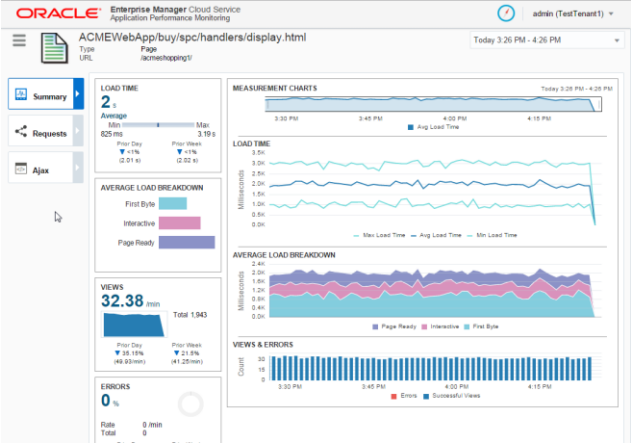 ORACLE
Enterprise Manager Cloud Service
Application Performance Monitoring
admin (TestTenant1)
ACMEWebApp/buy/spc/handlers/display.html
Type Page
URL /acmeshopping1/
Today 3:26 PM - 4:26 PM
Summary
Requests
Ajax
LOAD TIME
2 s
Average
Min Max
825 ms 3.19 s
Prior Day Prior Week
<1% <1%
(2.01 s) (2.02 s)
AVERAGE LOAD BREAKDOWN
First Byte
Interactive
Page Ready
VIEWS
32.38 /min
Total 1,943
Prior Day Prior Week
35.15% 21.5%
(49.93/min) (41.25/min)
ERRORS
0 %
Rate 0 /min
Total 0
MEASUREMENT CHARTS
Today 3:26 PM - 4:26 PM
3:30 PM 3:45 PM 4:00 PM 4:15 PM
Avg Load Time
LOAD TIME
Milliseconds
3.5K
3.0K
2.5K
2.0K
1.5K
1.0K
0.5K
0.0K
Max Load Time Avg Load Time Min Load Time
AVERAGE LOAD BREAKDOWN
Milliseconds
2.4K
2.0K
1.6K
1.2K
0.8K
0.4K
0.0K
Page Ready Interactive First Byte
VIEWS & ERRORS
Count
30
15
0
3:30 PM 3:45 PM 4:00 PM 4:15 PM
Errors Successful Views